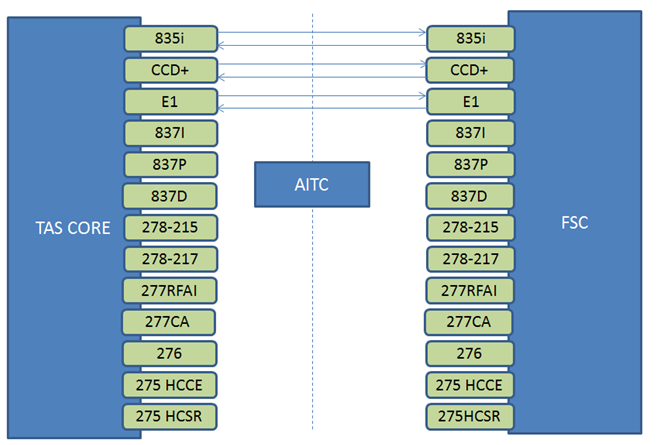 835i 835i
CCD+ CCD+
E1 E1
837I 837I
837P 837P
AITC
837D 837D
TAS CORE 278-215 278-215 FSC
278-217 278-217
277RFAI 277RFAI
277CA 277CA
276 276
275 HCCE 275 HCCE
275 HCSR 275HCSR